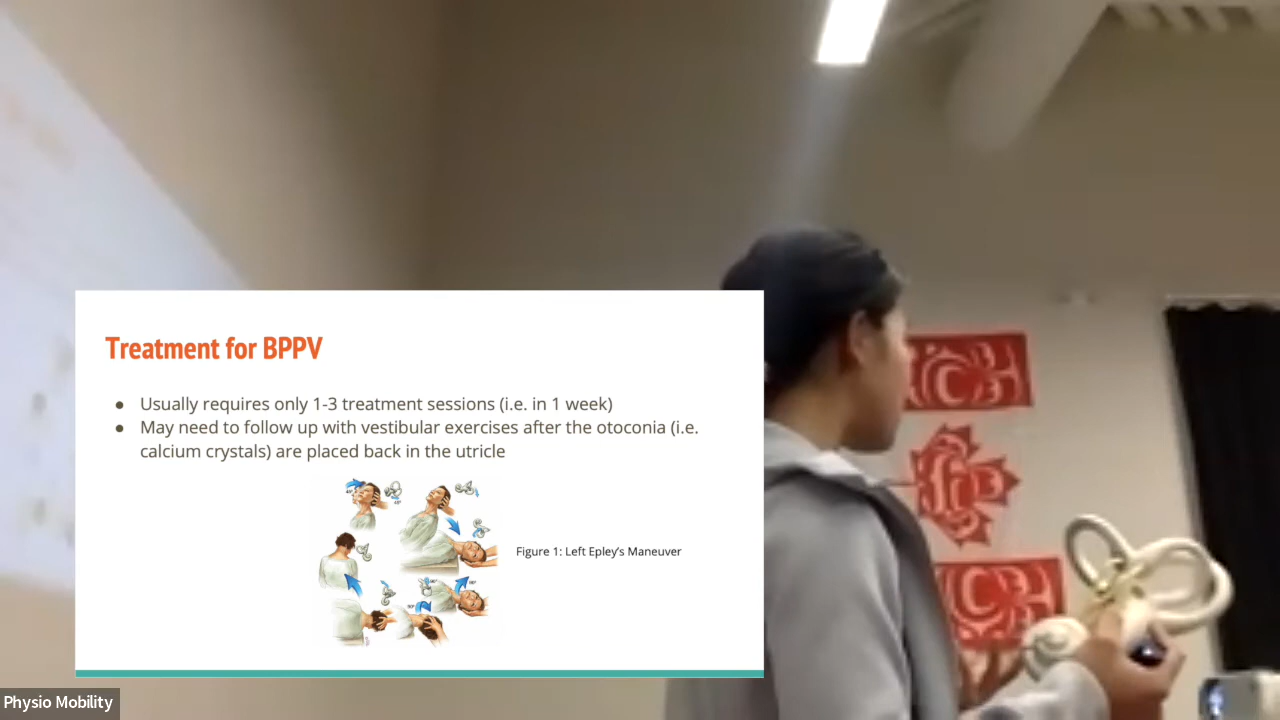 Treatment for BPPV
● Usually requires only 1-3 treatment sessions (i.e. in 1 week)
● May need to follow up with vestibular exercises after the otoconia (i.e.
calcium crystals) are placed back in the utricle
Figure 1: Left Epley's Maneuver
Physio Mobility